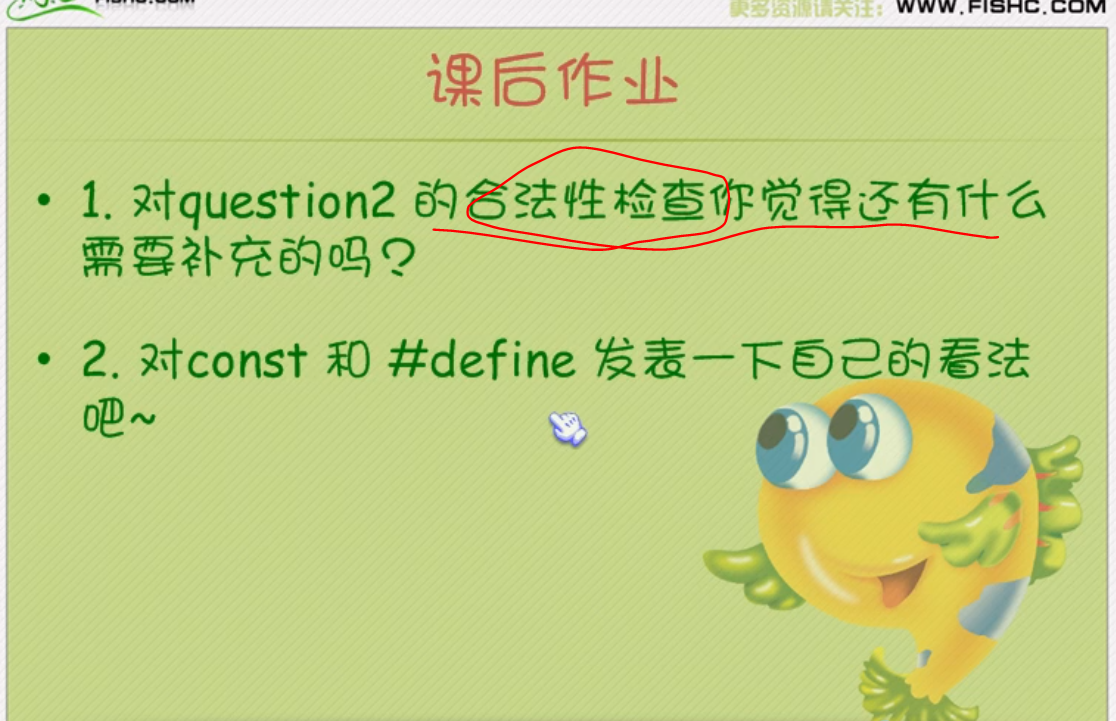 WWW.FISHC.COM
课后作业
• 1. 对question2 的合法性检查你觉得还有什么
需要补充的吗？
• 2. 对const 和 #define 发表一下自己的看法
吧~